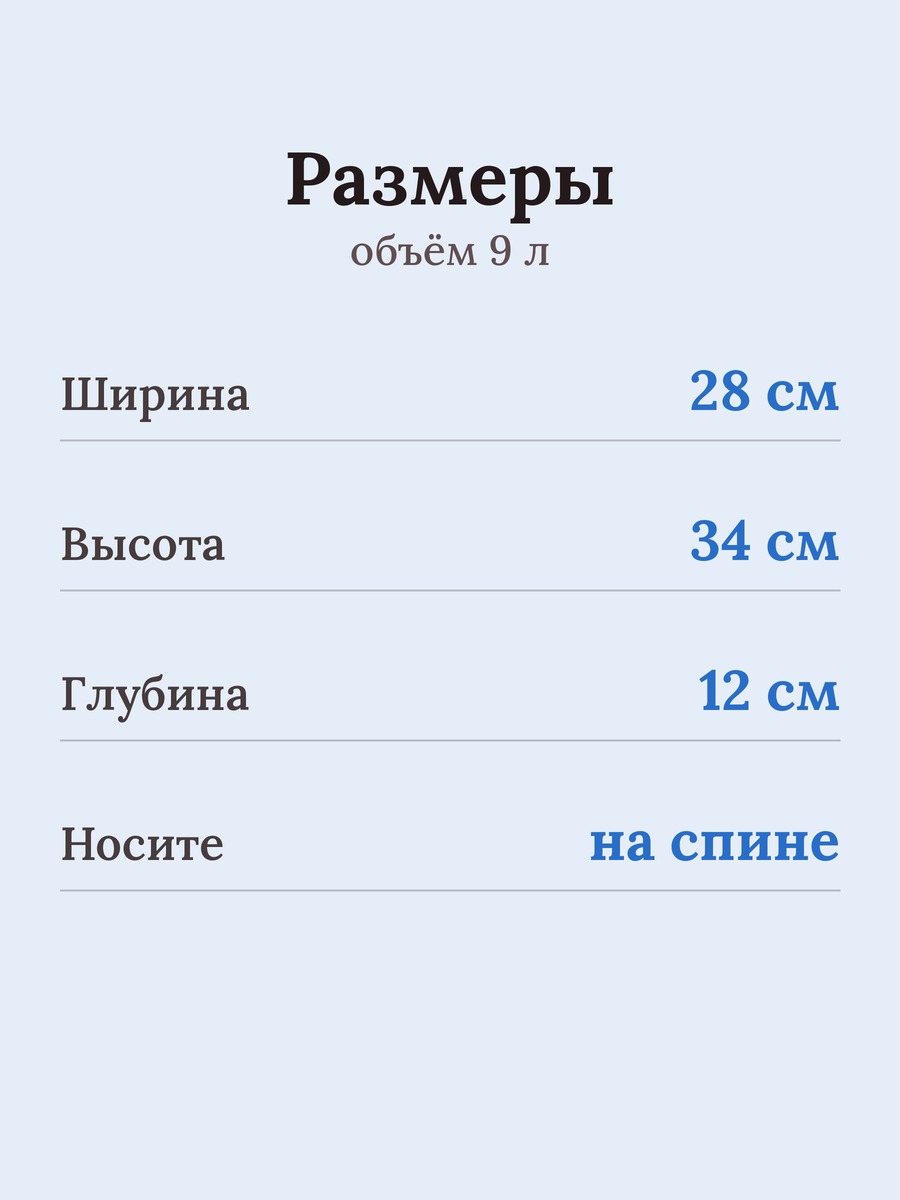 Размеры
объём 9 л
Ширина 28 см
Высота 34 см
Глубина 12 см
Носите на спине